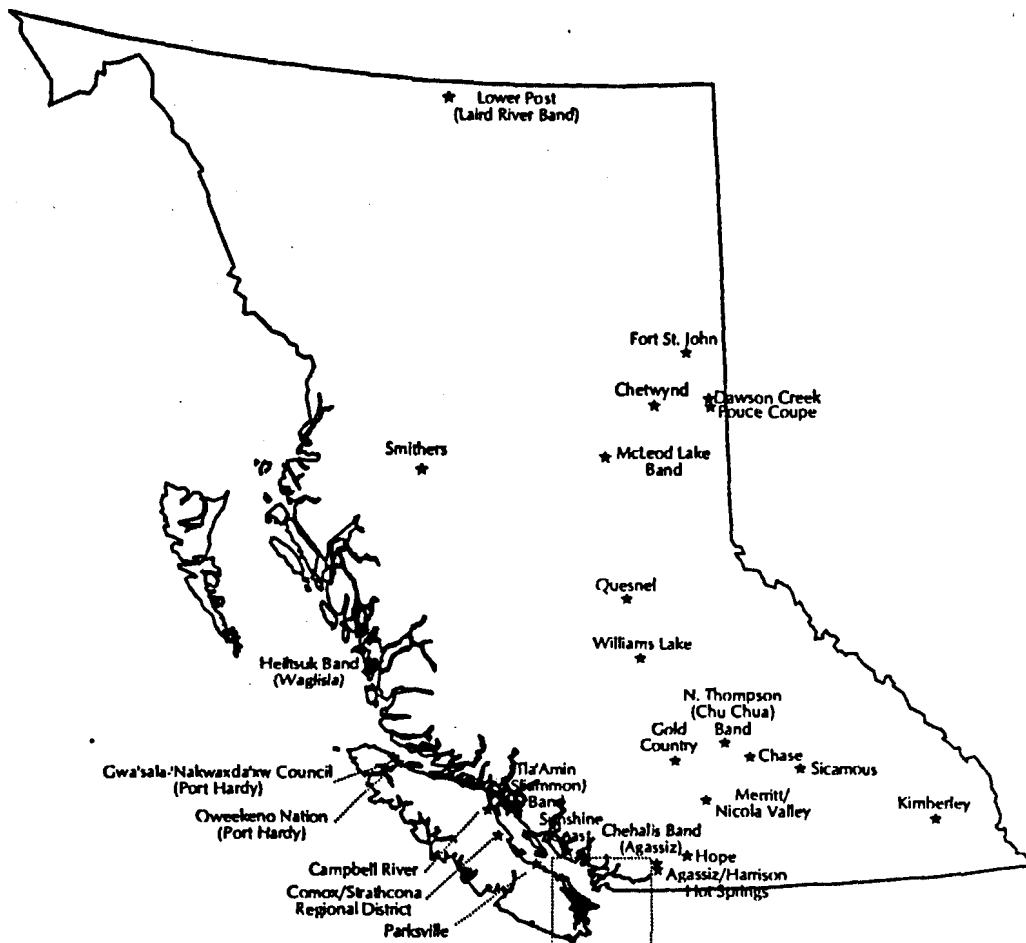 Lower Post
(Laird River Band)
Fort St. John
Chetwynd
Dawson Creek
Pouce Coupe
Smithers
McLeod Lake
Band
Quesnel
Williams Lake
Heiltsuk Band
(Waglisla)
N. Thompson
(Chu Chua)
Band
Gold
Country
Chase
Sicamous
Gwa'sala-'Nakwaxda'xw Council
(Port Hardy)
Tla'Amin
(Sliammon)
Band
Merritt/
Nicola Valley
Kimberley
Oweekeno Nation
(Port Hardy)
Sunshine
Chehalis Band
(Agassiz)
Hope
Campbell River
Agassiz/Harrison
Hot Springs
Comox/Strathcona
Regional District
Parksville